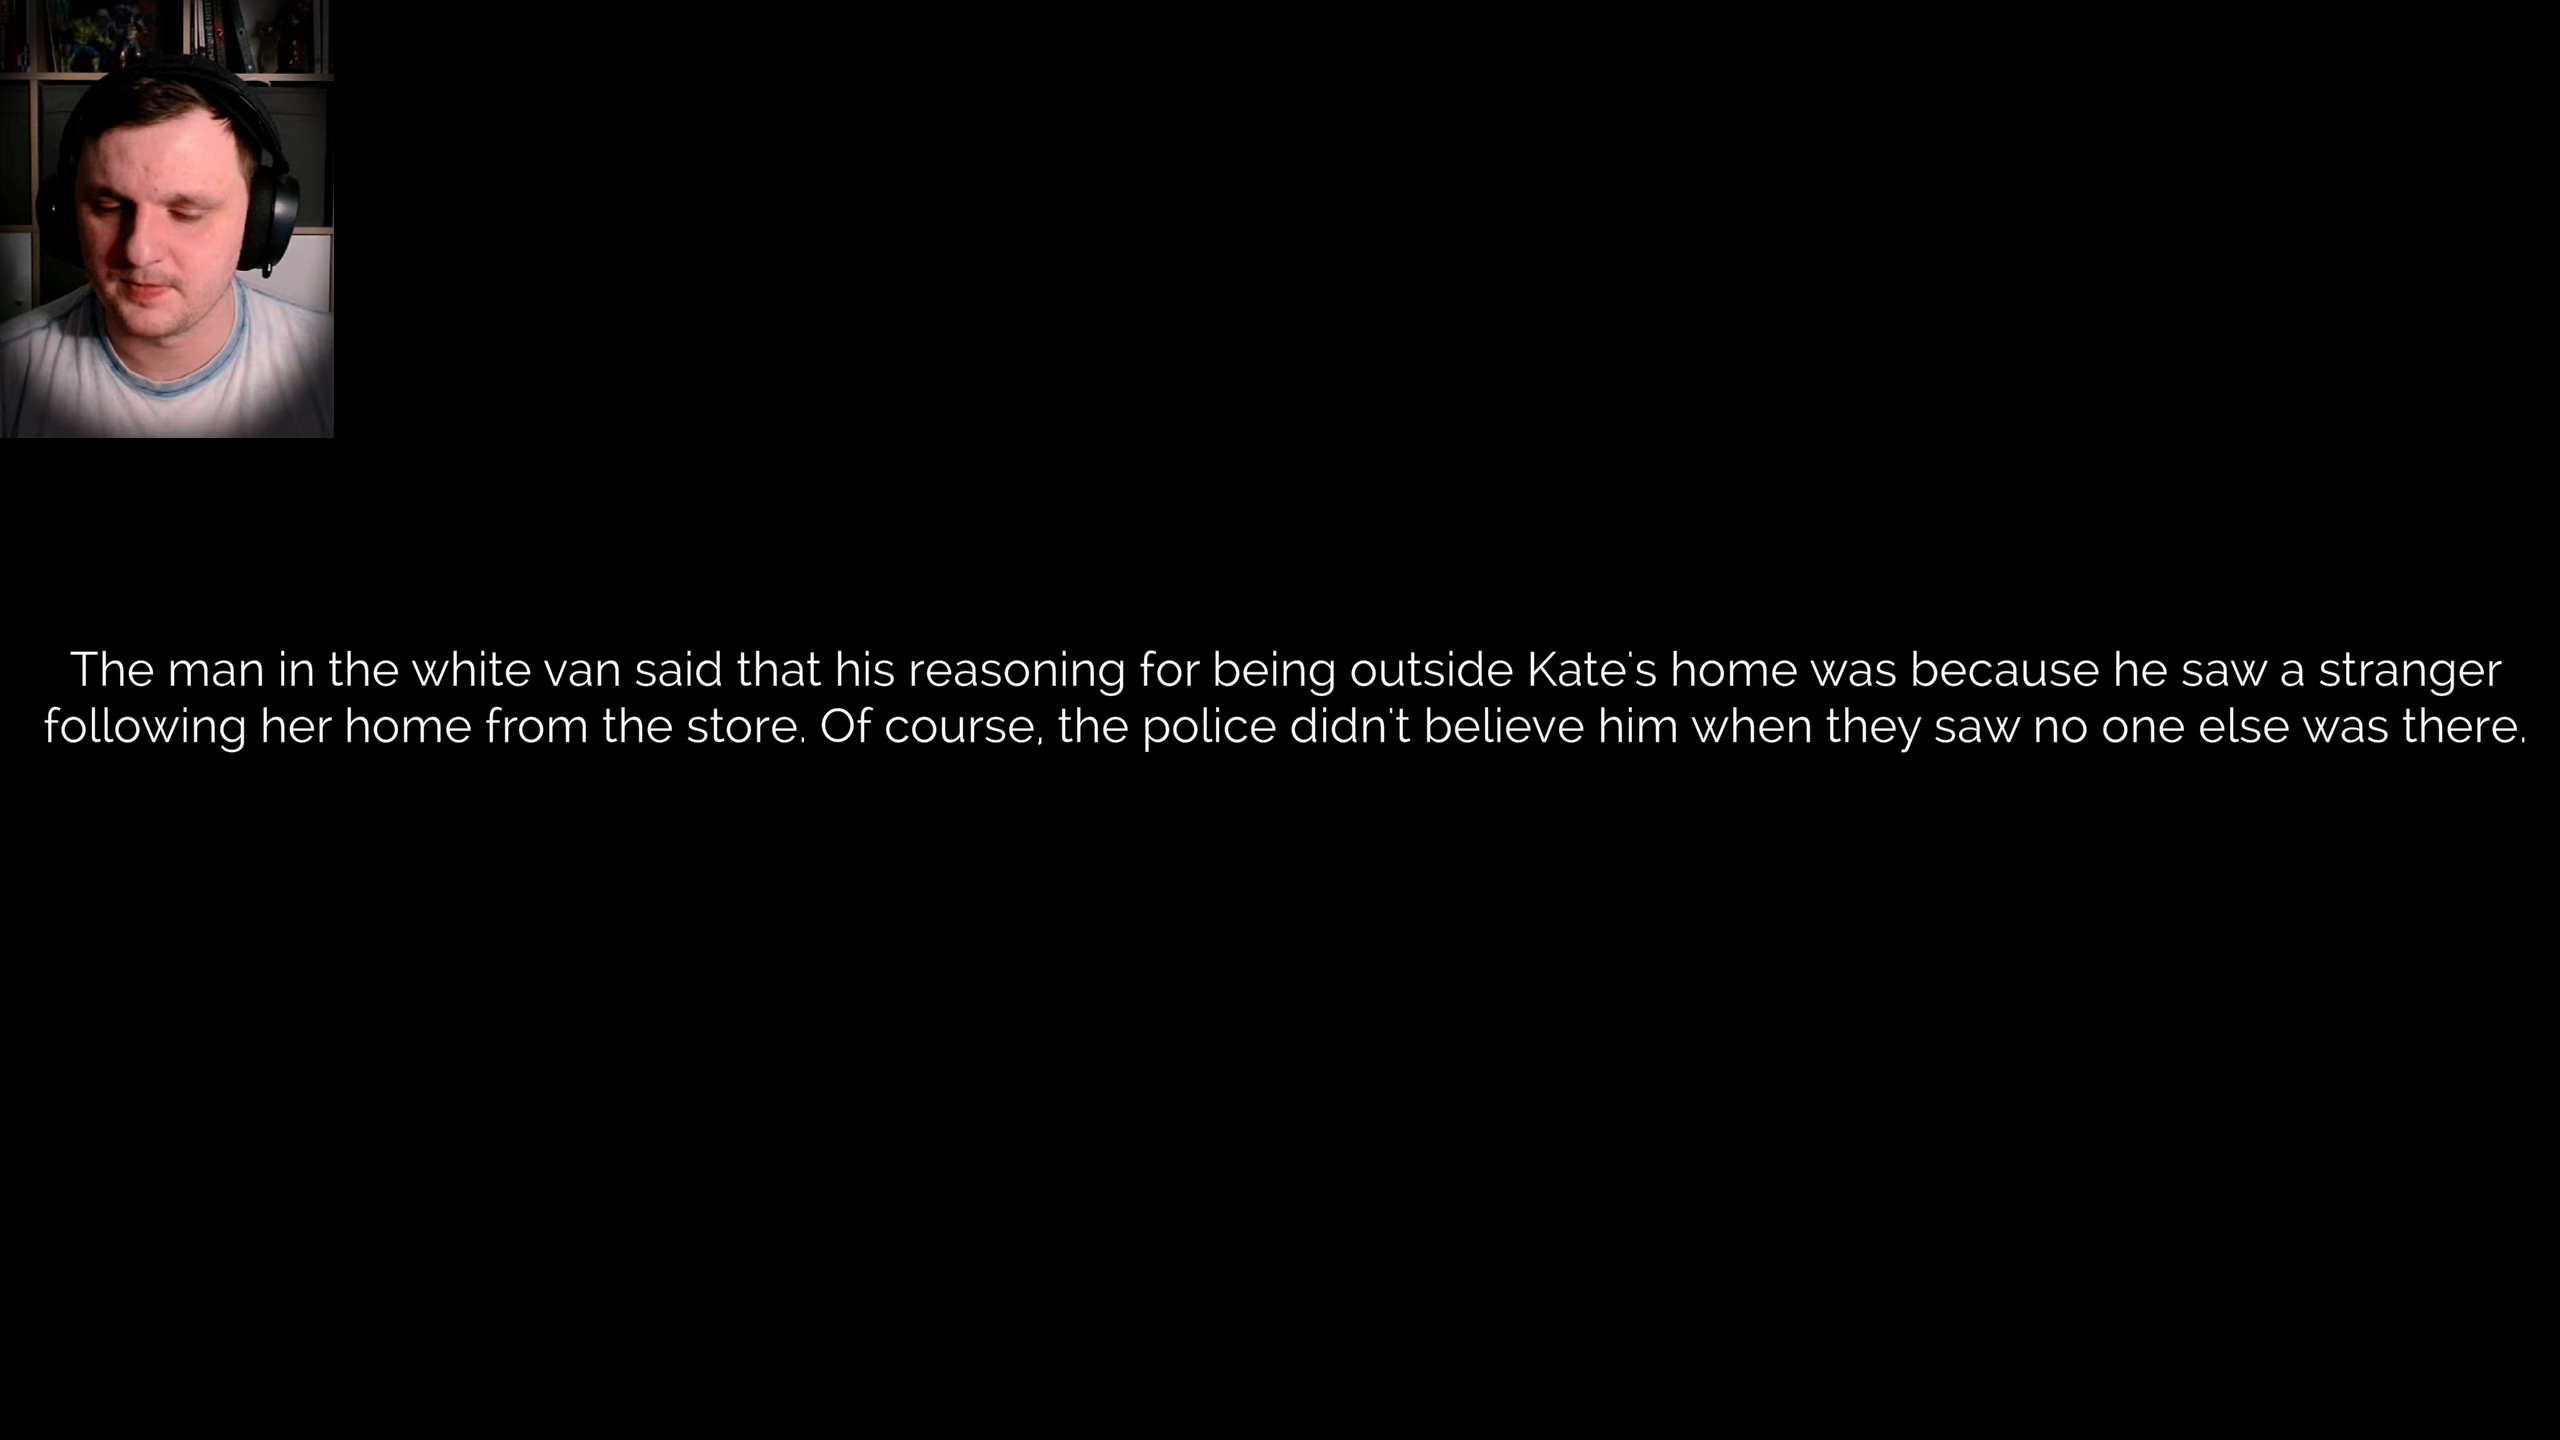 The man in the white van said that his reasoning for being outside Kate's home was because he saw a stranger
following her home from the store. Of course, the police didn't believe him when they saw no one else was there.